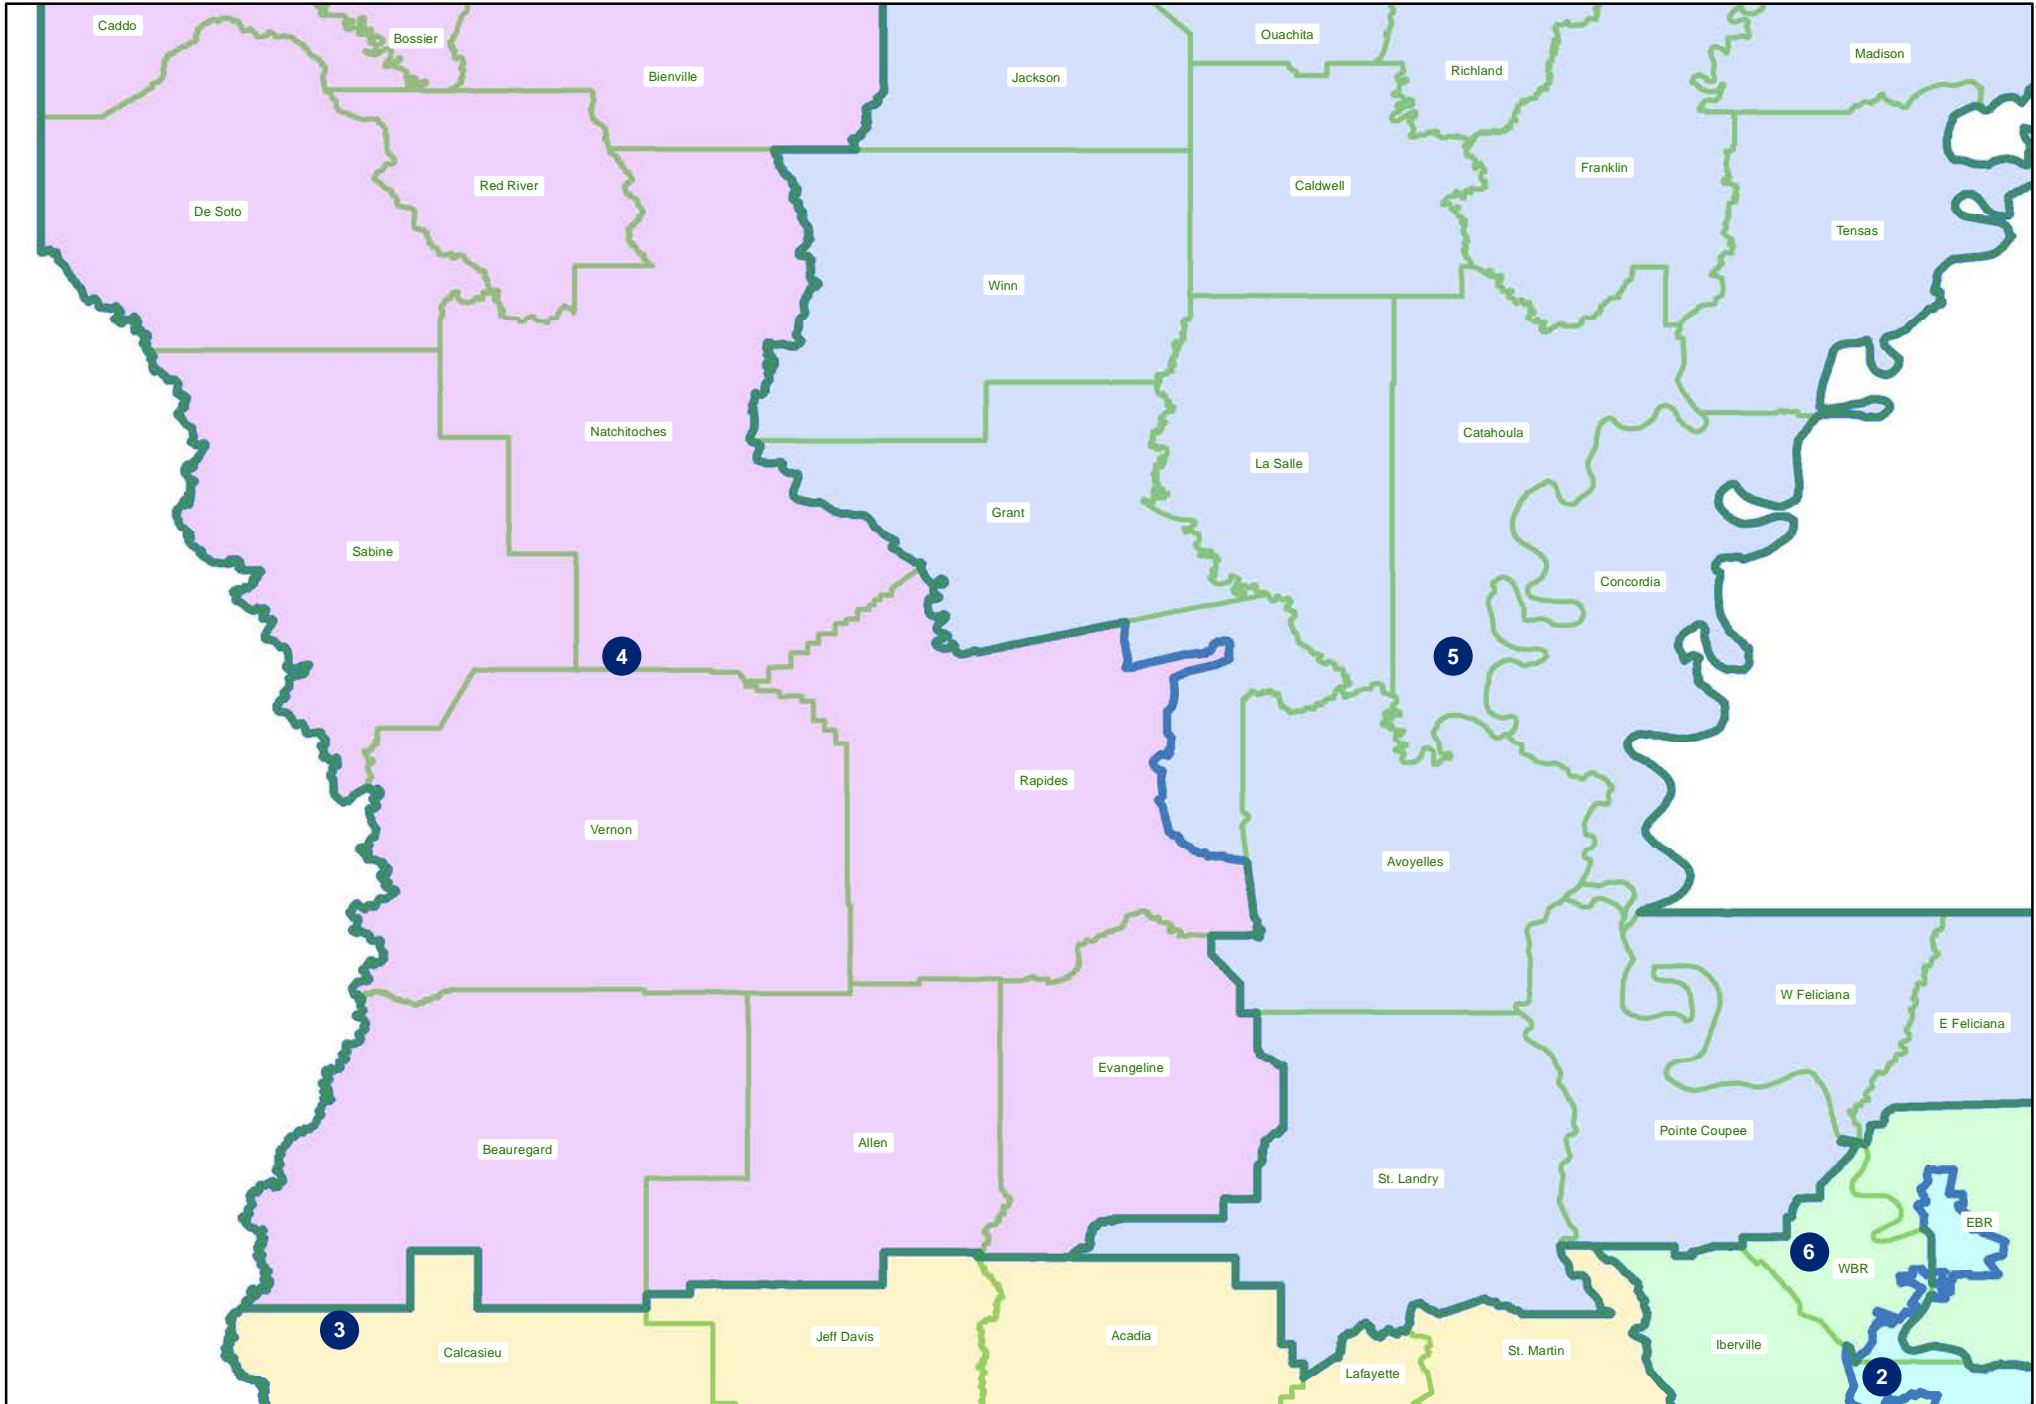 Caddo
Bossier
Ouachita
Madison
Richland
Bienville
Jackson
Franklin
Red River
Caldwell
De Soto
Tensas
Winn
Natchitoches
Catahoula
La Salle
Grant
Sabine
Concordia
4
5
Rapides
Vernon
Avoyelles
W Feliciana
E Feliciana
Evangeline
Pointe Coupee
Allen
Beauregard
St. Landry
EBR
6
WBR
3
Jeff Davis
Acadia
Iberville
Calcasieu
St. Martin
Lafayette
2